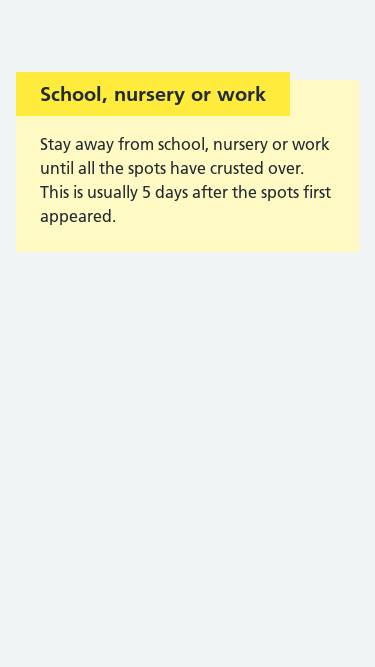 School, nursery or work
Stay away from school, nursery or work
until all the spots have crusted over.
This is usually 5 days after the spots first
appeared.